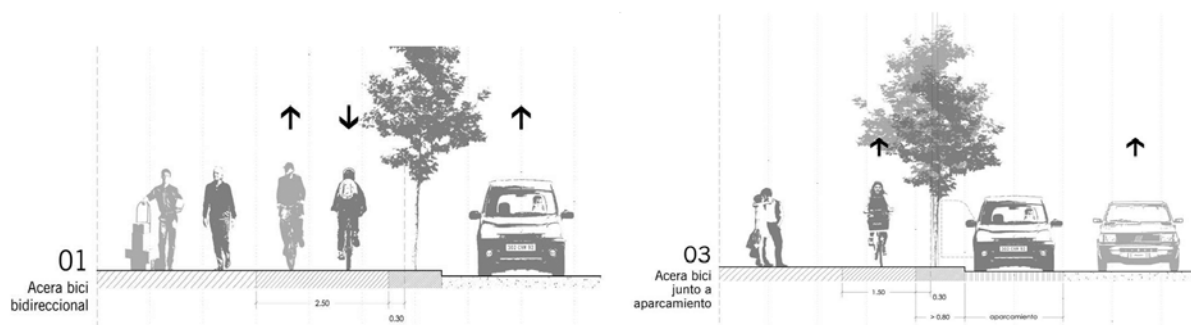 01
Acera bici
bidireccional
2.50
0.30
03
Acera bici
junto a
aparcamiento
1.50
0.30
> 0.80
aparcamiento